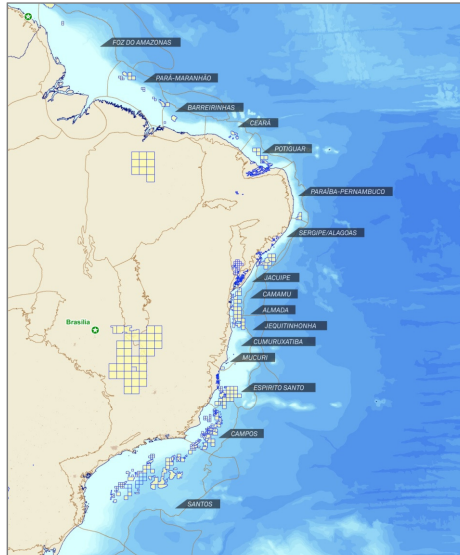 FOZ DO AMAZONAS
PARÁ-MARANHÃO
BARREIRINHAS
CEARÁ
POTIGUAR
PARAÍBA-PERNAMBUCO
SERGIPE/ALAGOAS
JACUIPE
CAMAMU
ALMADA
JEQUITINHONHA
Brasília
CUMURUXATIBA
MUCURI
ESPIRITO SANTO
CAMPOS
SANTOS